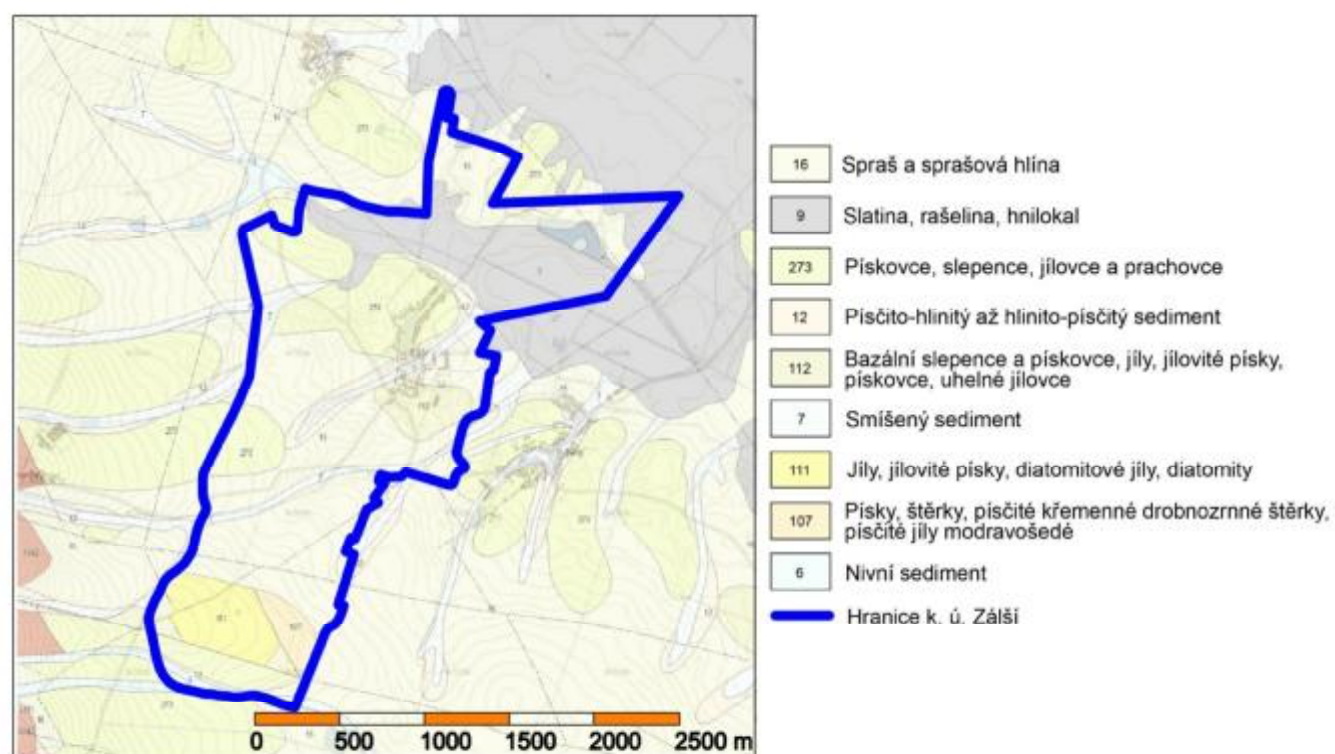 16 Spraš a sprašová hlína
9 Slatina, rašelina, hnilokal
273 Pískovce, slepence, jílovce a prachovce
12 Písčito-hlinitý až hlinito-písčitý sediment
112 Bazální slepence a pískovce, jíly, jílovité písky,
pískovce, uhelné jílovce
7 Smíšený sediment
111 Jíly, jílovité písky, diatomitové jíly, diatomity
107 Písky, štěrky, písčité křemenné drobnozrnné štěrky,
písčité jíly modravošedé
6 Nivní sediment
Hranice k. ú. Zálší
0 500 1000 1500 2000 2500 m